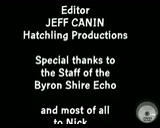 Editor
JEFF CANIN
Hatchling Productions
Special thanks to
the Staff of the
Byron Shire Echo
and most of all
to Nick